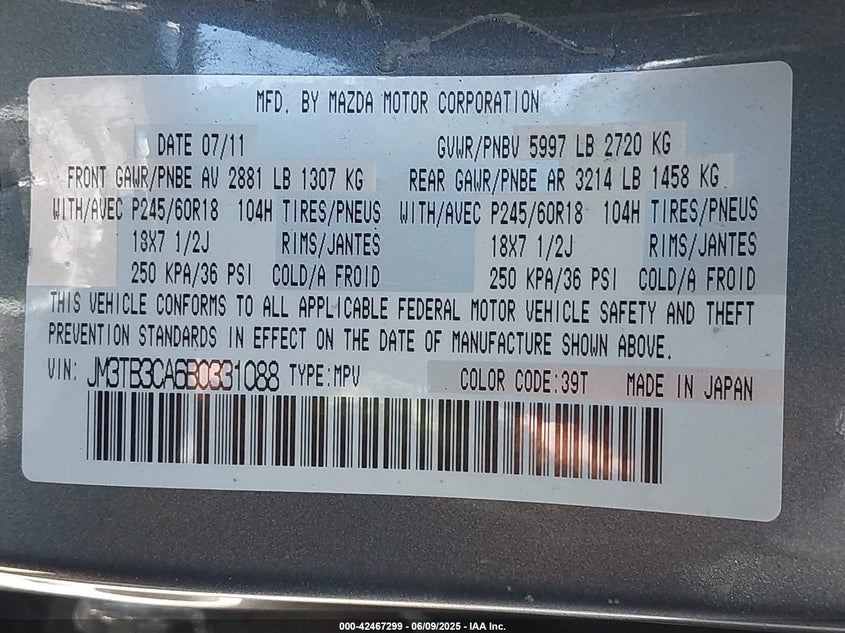 MFD. BY MAZDA MOTOR CORPORATION
DATE 07/11 GVWR/PNBV 5997 LB 2720 KG
FRONT GAWR/PNBE AV 2881 LB 1307 KG REAR GAWR/PNBE AR 3214 LB 1458 KG
WITH/AVEC P245/60R18 104H TIRES/PNEUS WITH/AVEC P245/60R18 104H TIRES/PNEUS
18X7 1/2J RIMS/JANTES 18X7 1/2J RIMS/JANTES
250 KPA/36 PSI COLD/A FROID 250 KPA/36 PSI COLD/A FROID
THIS VEHICLE CONFORMS TO ALL APPLICABLE FEDERAL MOTOR VEHICLE SAFETY AND THEFT
PREVENTION STANDARDS IN EFFECT ON THE DATE OF MANUFACTURE SHOWN ABOVE.
VIN: JM3TB3CA6B0331088 TYPE:MPV COLOR CODE:39T MADE IN JAPAN
000-42467299 - 06/09/2025 - IAA Inc.